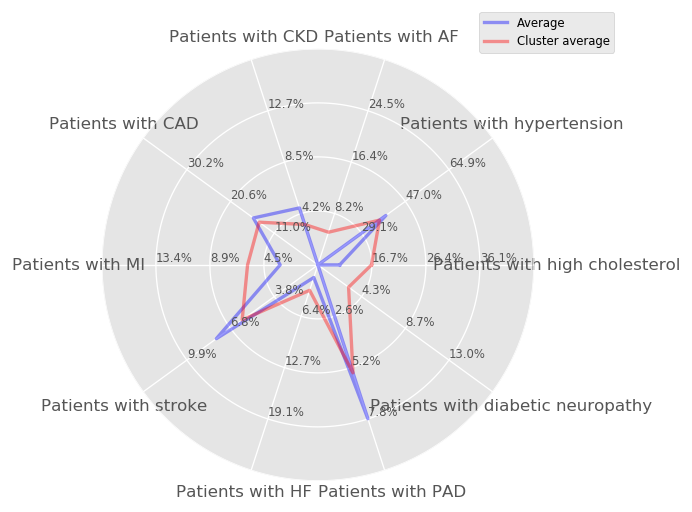 Average
Cluster average
Patients with CKD
Patients with AF
12.7%
24.5%
Patients with CAD
Patients with hypertension
8.5%
16.4%
30.2%
64.9%
20.6%
47.0%
4.2%
8.2%
11.0%
29.1%
Patients with MI
13.4%
8.9%
4.5%
16.7%
26.4%
36.1%
Patients with high cholesterol
3.8%
4.3%
6.4%
2.6%
6.8%
8.7%
9.9%
13.0%
12.7%
5.2%
Patients with stroke
Patients with diabetic neuropathy
19.1%
7.8%
Patients with HF
Patients with PAD